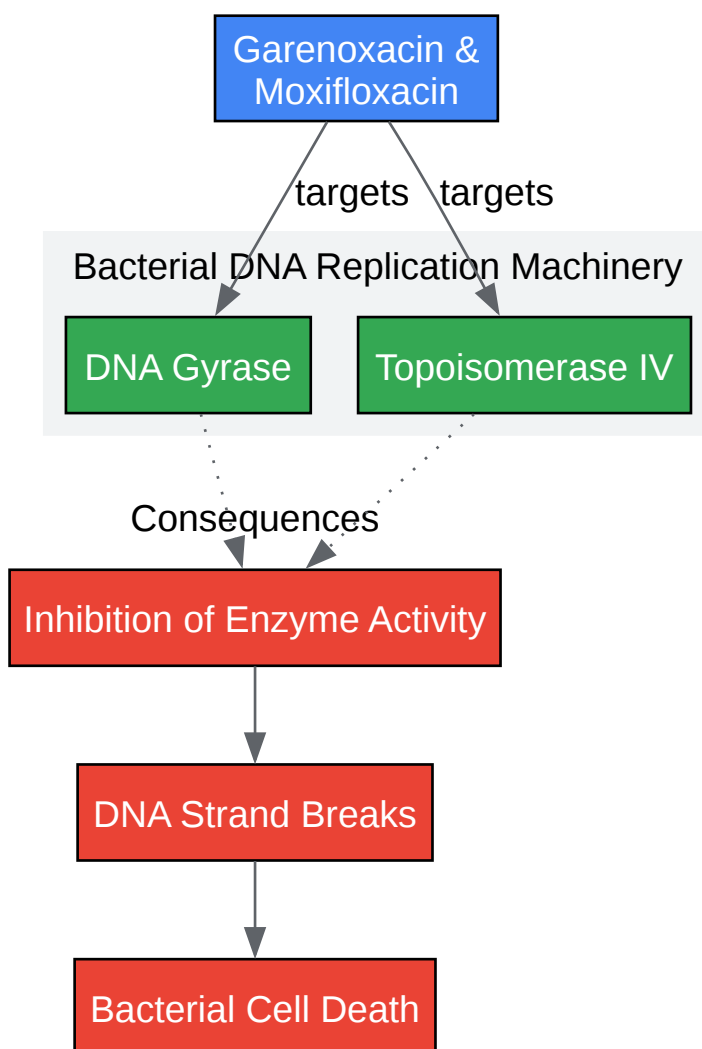 Garenoxacin &
Moxifloxacin
targets targets
Bacterial DNA Replication Machinery
DNA Gyrase
Topoisomerase IV
Consequences
Inhibition of Enzyme Activity
DNA Strand Breaks
Bacterial Cell Death